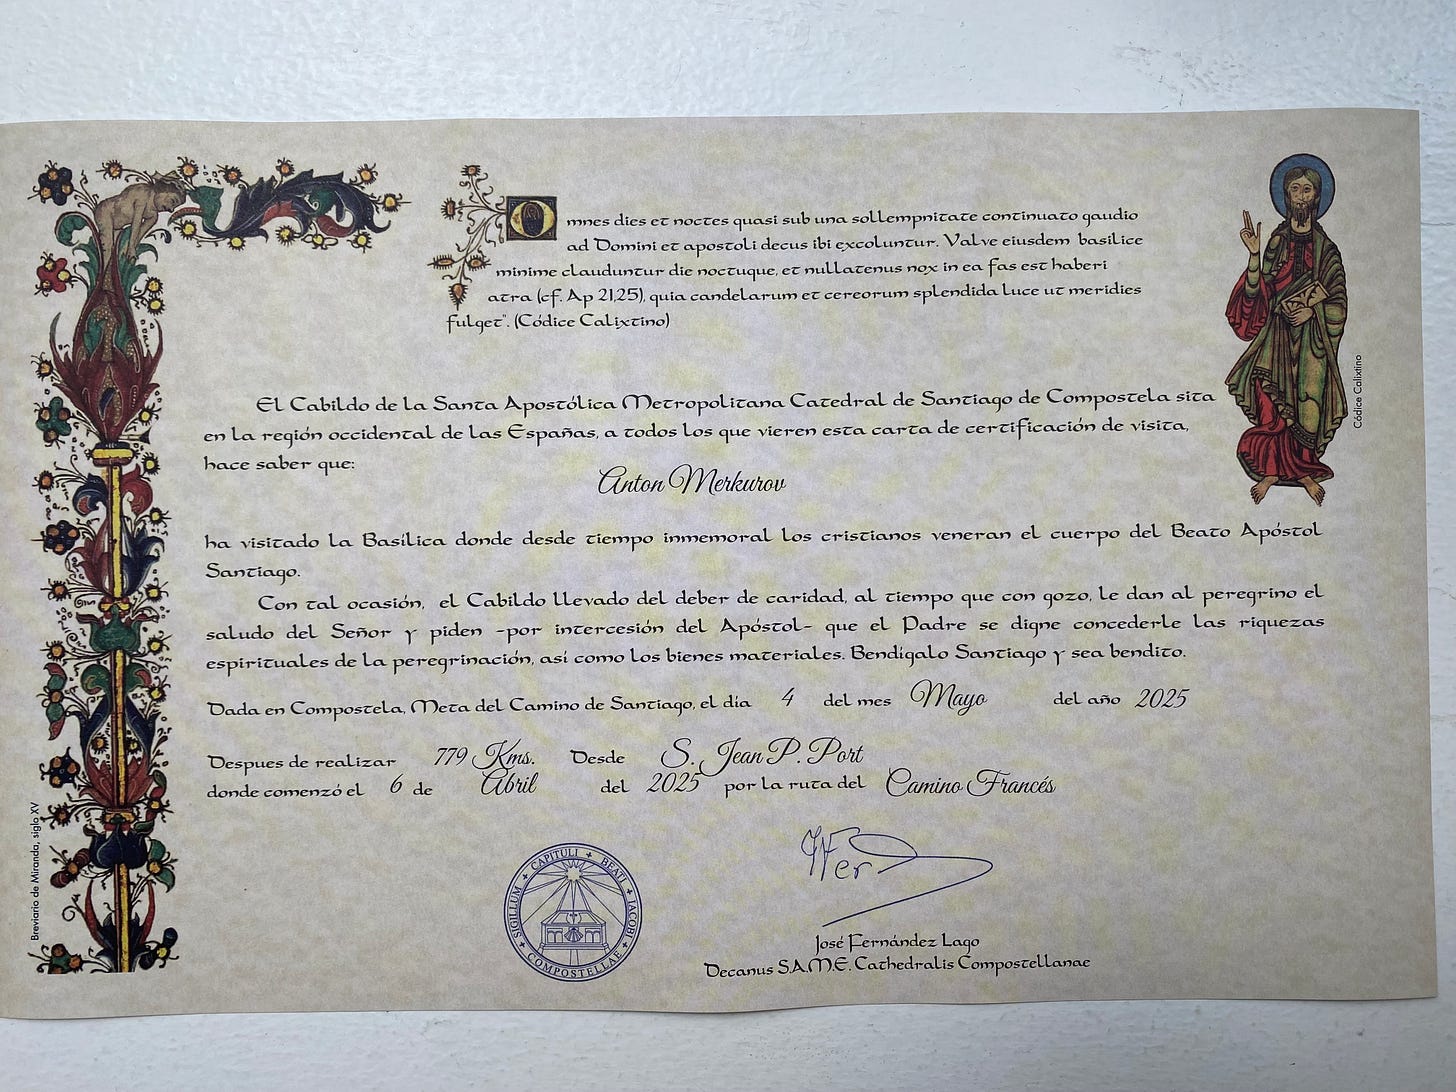 Omnes dies et noctes quasi sub una sollempnitate continuato gaudio
ad Domini et apostoli decus ibi excoluntur. Valve eiusdem basilice
minime clauduntur die noctuque, et nullatenus nox in ea fas est haberi
atra (cf. Ap 21,25), quia candelarum et cereorum splendida luce ut meridies
fulget". (Códice Calixtino)
Códice Calixtino
El Cabildo de la Santa Apostólica Metropolitana Catedral de Santiago de Compostela sita
en la región occidental de las Españas, a todos los que vieren esta carta de certificación de visita,
hace saber que:
Anton Merkurov
ha visitado la Basílica donde desde tiempo inmemoral los cristianos veneran el cuerpo del Beato Apóstol
Santiago.
Con tal ocasión, el Cabildo llevado del deber de caridad, al tiempo que con gozo, le dan al peregrino el
saludo del Señor y piden -por intercesión del Apóstol- que el Padre se digne concederle las riquezas
espirituales de la peregrinación, así como los bienes materiales. Bendígalo Santiago y sea bendito.
Dada en Compostela, Meta del Camino de Santiago, el día 4 del mes Mayo del año 2025
Despues de realizar 779 Kms. Desde S. Jean P. Port
donde comenzó el 6 de Abril del 2025 por la ruta del Camino Francés
Breviario de Miranda, siglo XV
SIGILLUM + CAPITULI + BEATI + IACOBI + COMPOSTELLAE +
José Fernández Lago
Decanus S.A.M.E. Cathedralis Compostellanae